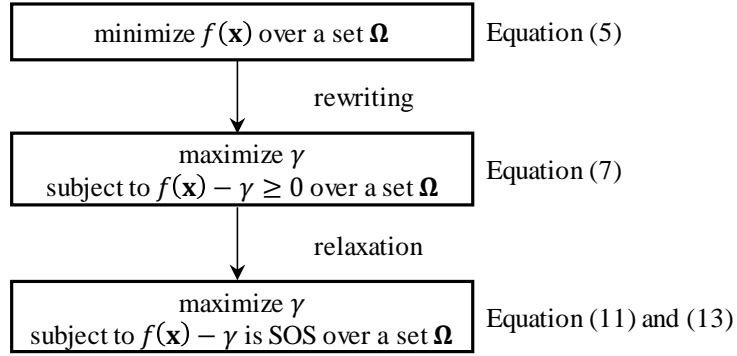 minimize f(x) over a set Ω
Equation (5)
rewriting
maximize γ
subject to f(x) − γ ≥ 0 over a set Ω
Equation (7)
relaxation
maximize γ
subject to f(x) − γ is SOS over a set Ω
Equation (11) and (13)